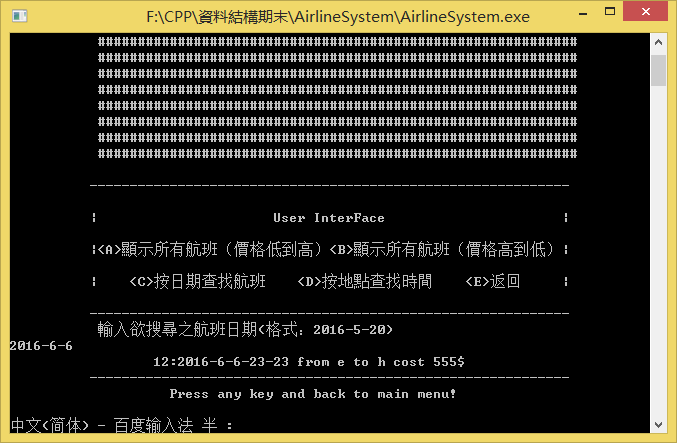 F:\CPP\資料結構期末\AirlineSystem\AirlineSystem.exe
############################################################
############################################################
############################################################
############################################################
############################################################
############################################################
############################################################
############################################################
------------------------------------------------------------
| User InterFace |
|<A>顯示所有航班（價格低到高）<B>顯示所有航班（價格高到低）|
| <C>按日期查找航班 <D>按地點查找時間 <E>返回 |
------------------------------------------------------------
輸入欲搜尋之航班日期(格式：2016-5-20)
2016-6-6
12:2016-6-6-23-23 from e to h cost 555$
------------------------------------------------------------
Press any key and back to main menu!
中文(简体) - 百度输入法 半 :